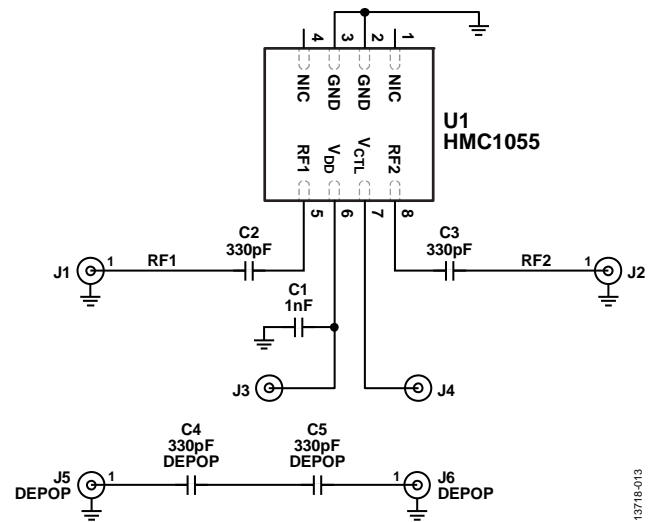 4 3 2 1
NIC GND GND NIC
U1
HMC1055
RF1 VDD VCTL RF2
5 6 7 8
C2
330pF
C3
330pF
J1 1 RF1
RF2 1 J2
C1
1nF
J3
J4
C4
330pF
DEPOP
C5
330pF
DEPOP
J5
DEPOP
1
1
J6
DEPOP
13718-013